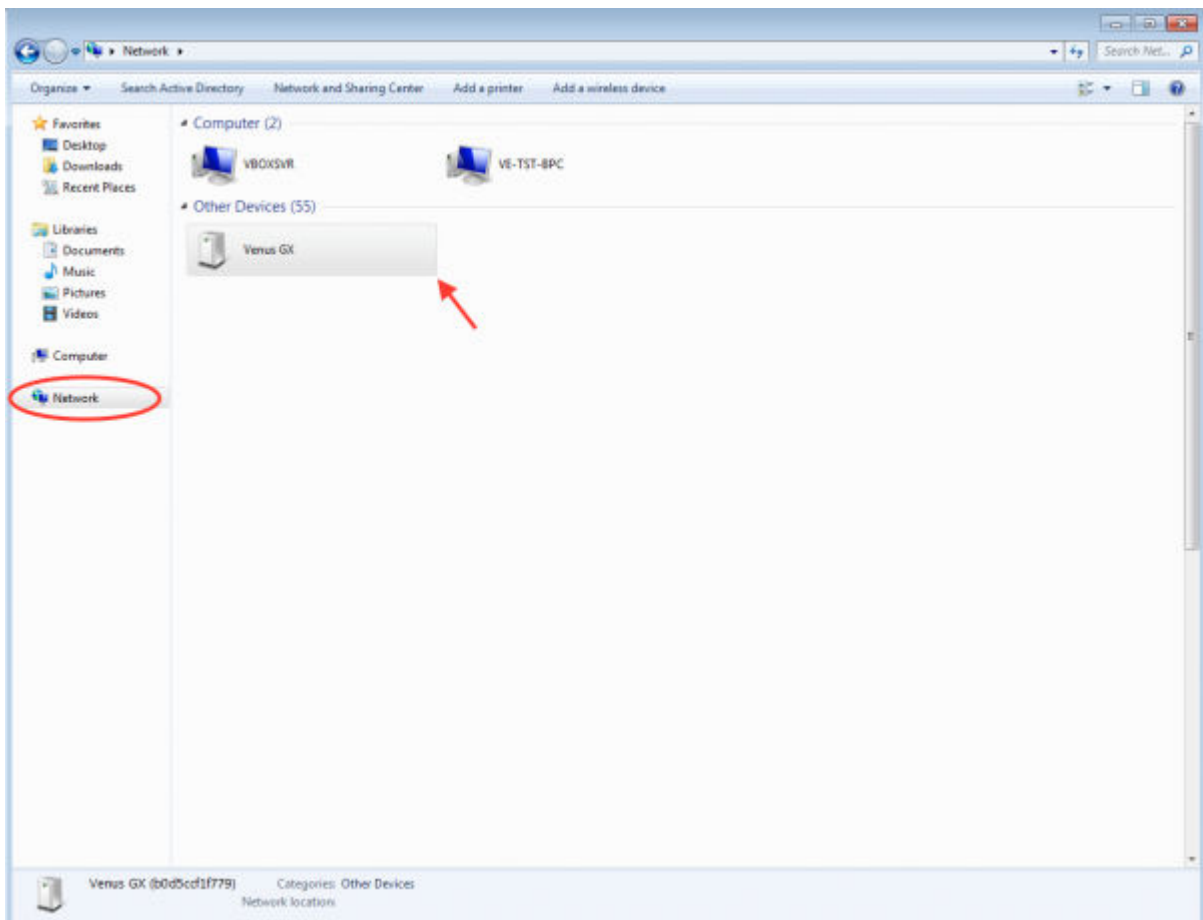 Network
Search Net...
Organize Search Active Directory Network and Sharing Center Add a printer Add a wireless device
Favorites
Desktop
Downloads
Recent Places
Libraries
Documents
Music
Pictures
Videos
Computer
Network
Computer (2)
VBOXSVR VE-TST-8PC
Other Devices (55)
Venus GX
Venus GX (b0d5ccf1f779) Categories: Other Devices
Network location: